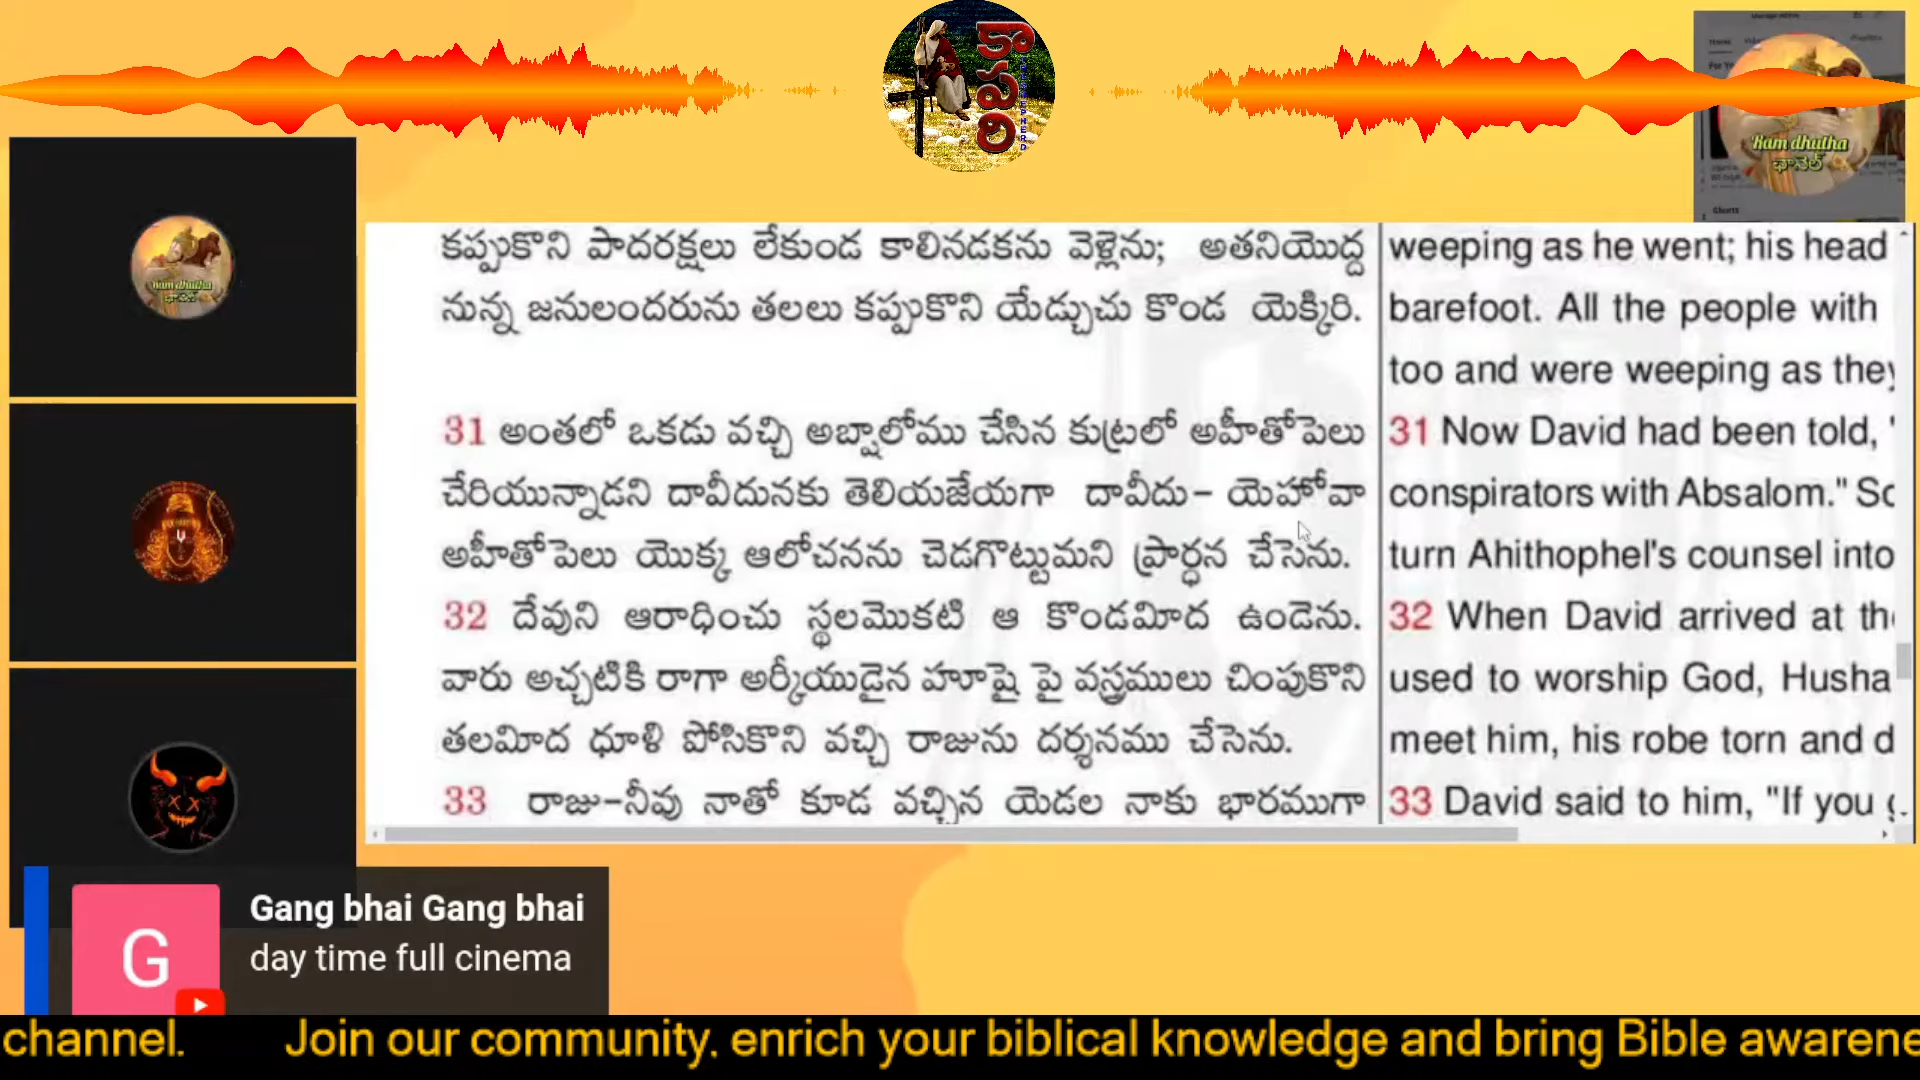 కాపరి
SHEPHERD
Ram dhutha
ఛానెల్
Ram dhutha
ఛానెల్
కప్పుకొని పాదరక్షలు లేకుండ కాలినడకను వెళ్లెను; అతనియొద్ద
నున్న జనులందరును తలలు కప్పుకొని యేడ్చుచు కొండ యెక్కిరి.
31 అంతలో ఒకడు వచ్చి అబ్షాలోము చేసిన కుట్రలో అహీతోపెలు
చేరియున్నాడని దావీదునకు తెలియజేయగా దావీదు– యెహోవా
అహీతోపెలు యొక్క ఆలోచనను చెడగొట్టుమని ప్రార్థన చేసెను.
32 దేవుని ఆరాధించు స్థలమొకటి ఆ కొండమీద ఉండెను.
వారు అచ్చటికి రాగా అర్కీయుడైన హూషై పై వస్త్రములు చింపుకొని
తలమీద ధూళి పోసికొని వచ్చి రాజును దర్శనము చేసెను.
33 రాజు–నీవు నాతో కూడ వచ్చిన యెడల నాకు భారముగా
weeping as he went; his head
barefoot. All the people with
too and were weeping as they
31 Now David had been told, "
conspirators with Absalom." So
turn Ahithophel's counsel into
32 When David arrived at the
used to worship God, Husha
meet him, his robe torn and d
33 David said to him, "If you g
G
Gang bhai Gang bhai
day time full cinema
channel. Join our community, enrich your biblical knowledge and bring Bible awarene